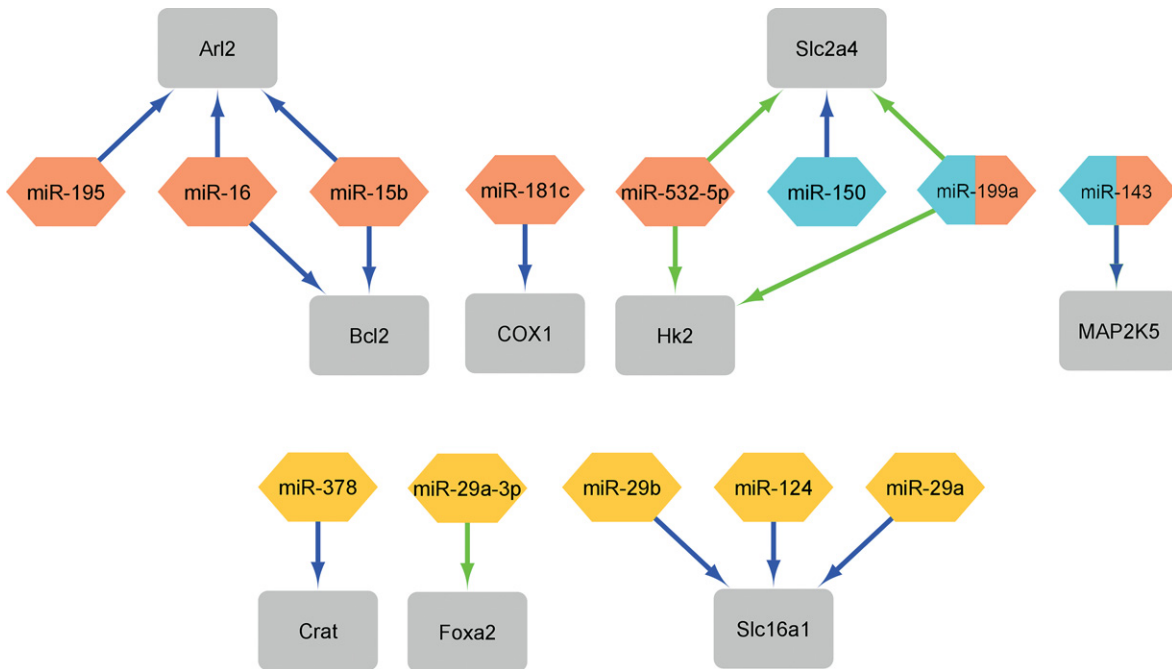 Arl2
Slc2a4
miR-195
miR-16
miR-15b
miR-181c
miR-532-5p
miR-150
miR-199a
miR-143
Bcl2
COX1
Hk2
MAP2K5
miR-378
miR-29a-3p
miR-29b
miR-124
miR-29a
Crat
Foxa2
Slc16a1